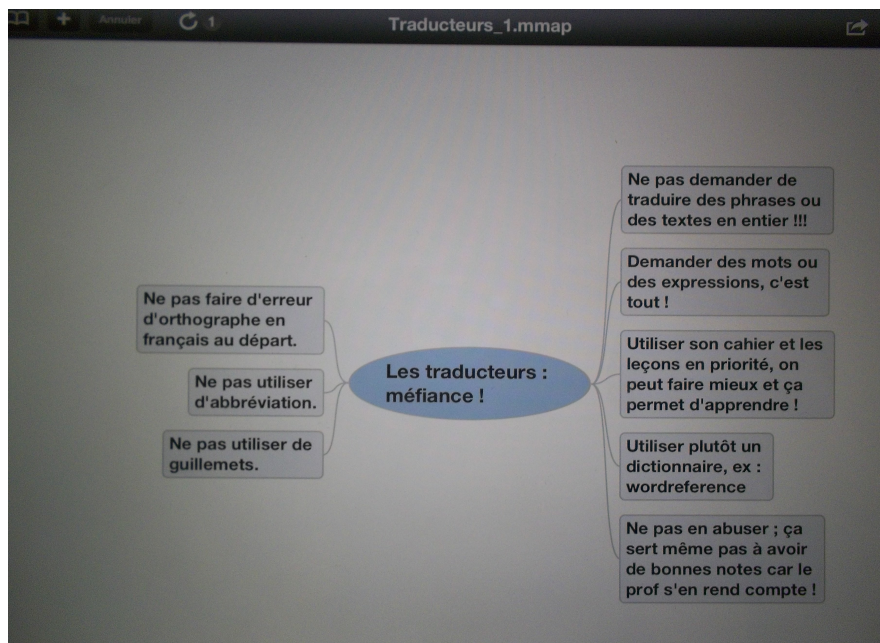 Annuler
1
Traducteurs_1.mmap
Ne pas demander de
traduire des phrases ou
des textes en entier !!!
Demander des mots ou
des expressions, c'est
tout !
Utiliser son cahier et les
leçons en priorité, on
peut faire mieux et ça
permet d'apprendre !
Utiliser plutôt un
dictionnaire, ex :
wordreference
Ne pas en abuser ; ça
sert même pas à avoir
de bonnes notes car le
prof s'en rend compte !
Les traducteurs :
méfiance !
Ne pas faire d'erreur
d'orthographe en
français au départ.
Ne pas utiliser
d'abbréviation.
Ne pas utiliser de
guillemets.